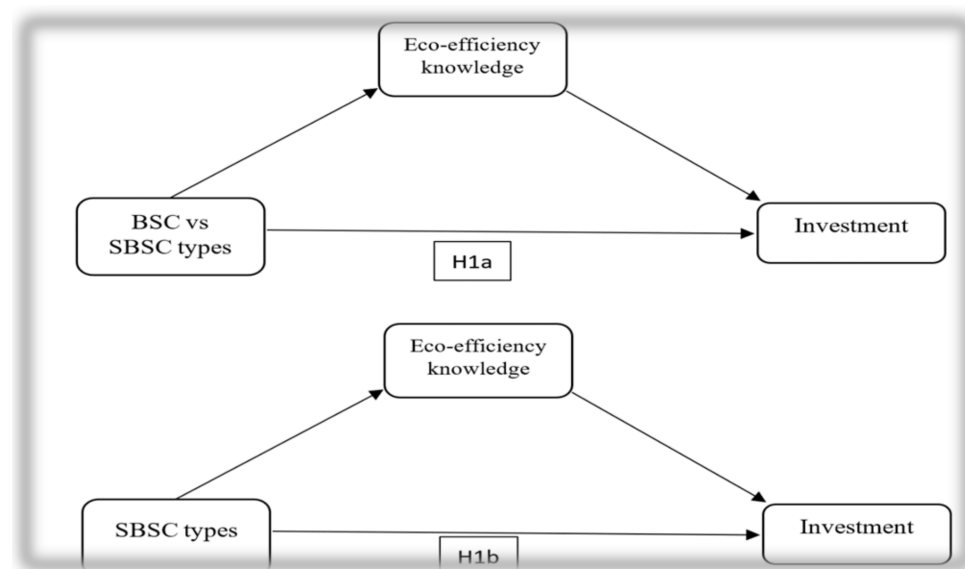 Eco-efficiency
knowledge
BSC vs
SBSC types
Investment
H1a
Eco-efficiency
knowledge
SBSC types
Investment
H1b